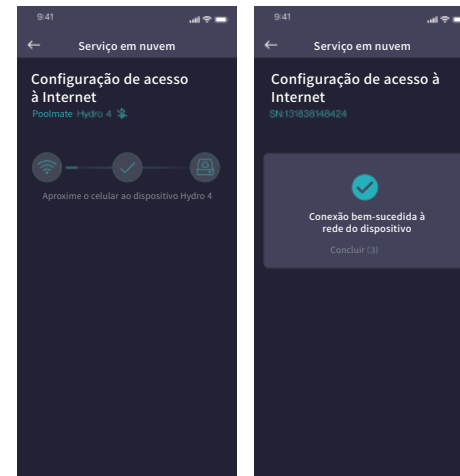 9:41
Serviço em nuvem
Configuração de acesso
à Internet
Poolmate Hydro 4
Aproxime o celular ao dispositivo Hydro 4
9:41
Serviço em nuvem
Configuração de acesso à
Internet
SN:131838148424
Conexão bem-sucedida à
rede do dispositivo
Concluir (3)